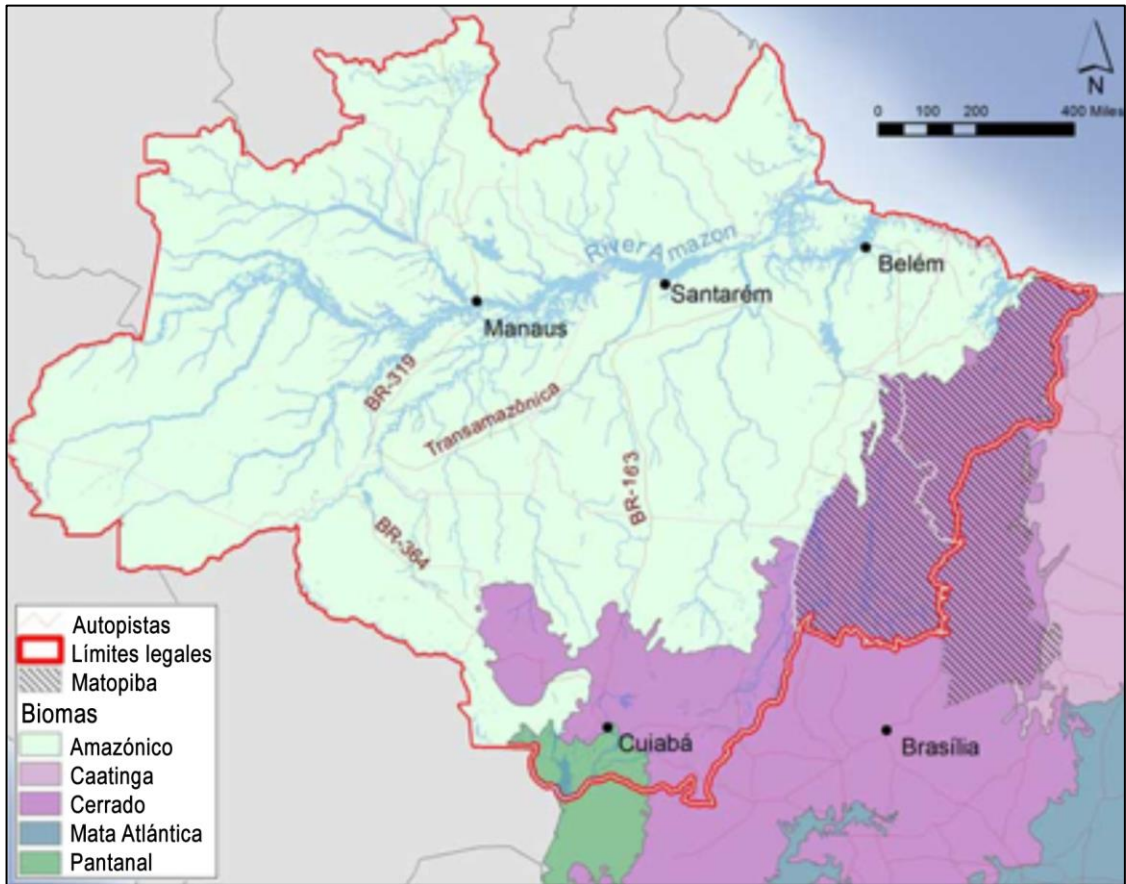 N
0 100 200 400 Miles
River Amazon
Belém
Santarém
Manaus
BR-319
Transamazônica
BR-163
BR-364
Cuiabá
Brasília
Autopistas
Límites legales
Matopiba
Biomas
Amazónico
Caatinga
Cerrado
Mata Atlántica
Pantanal